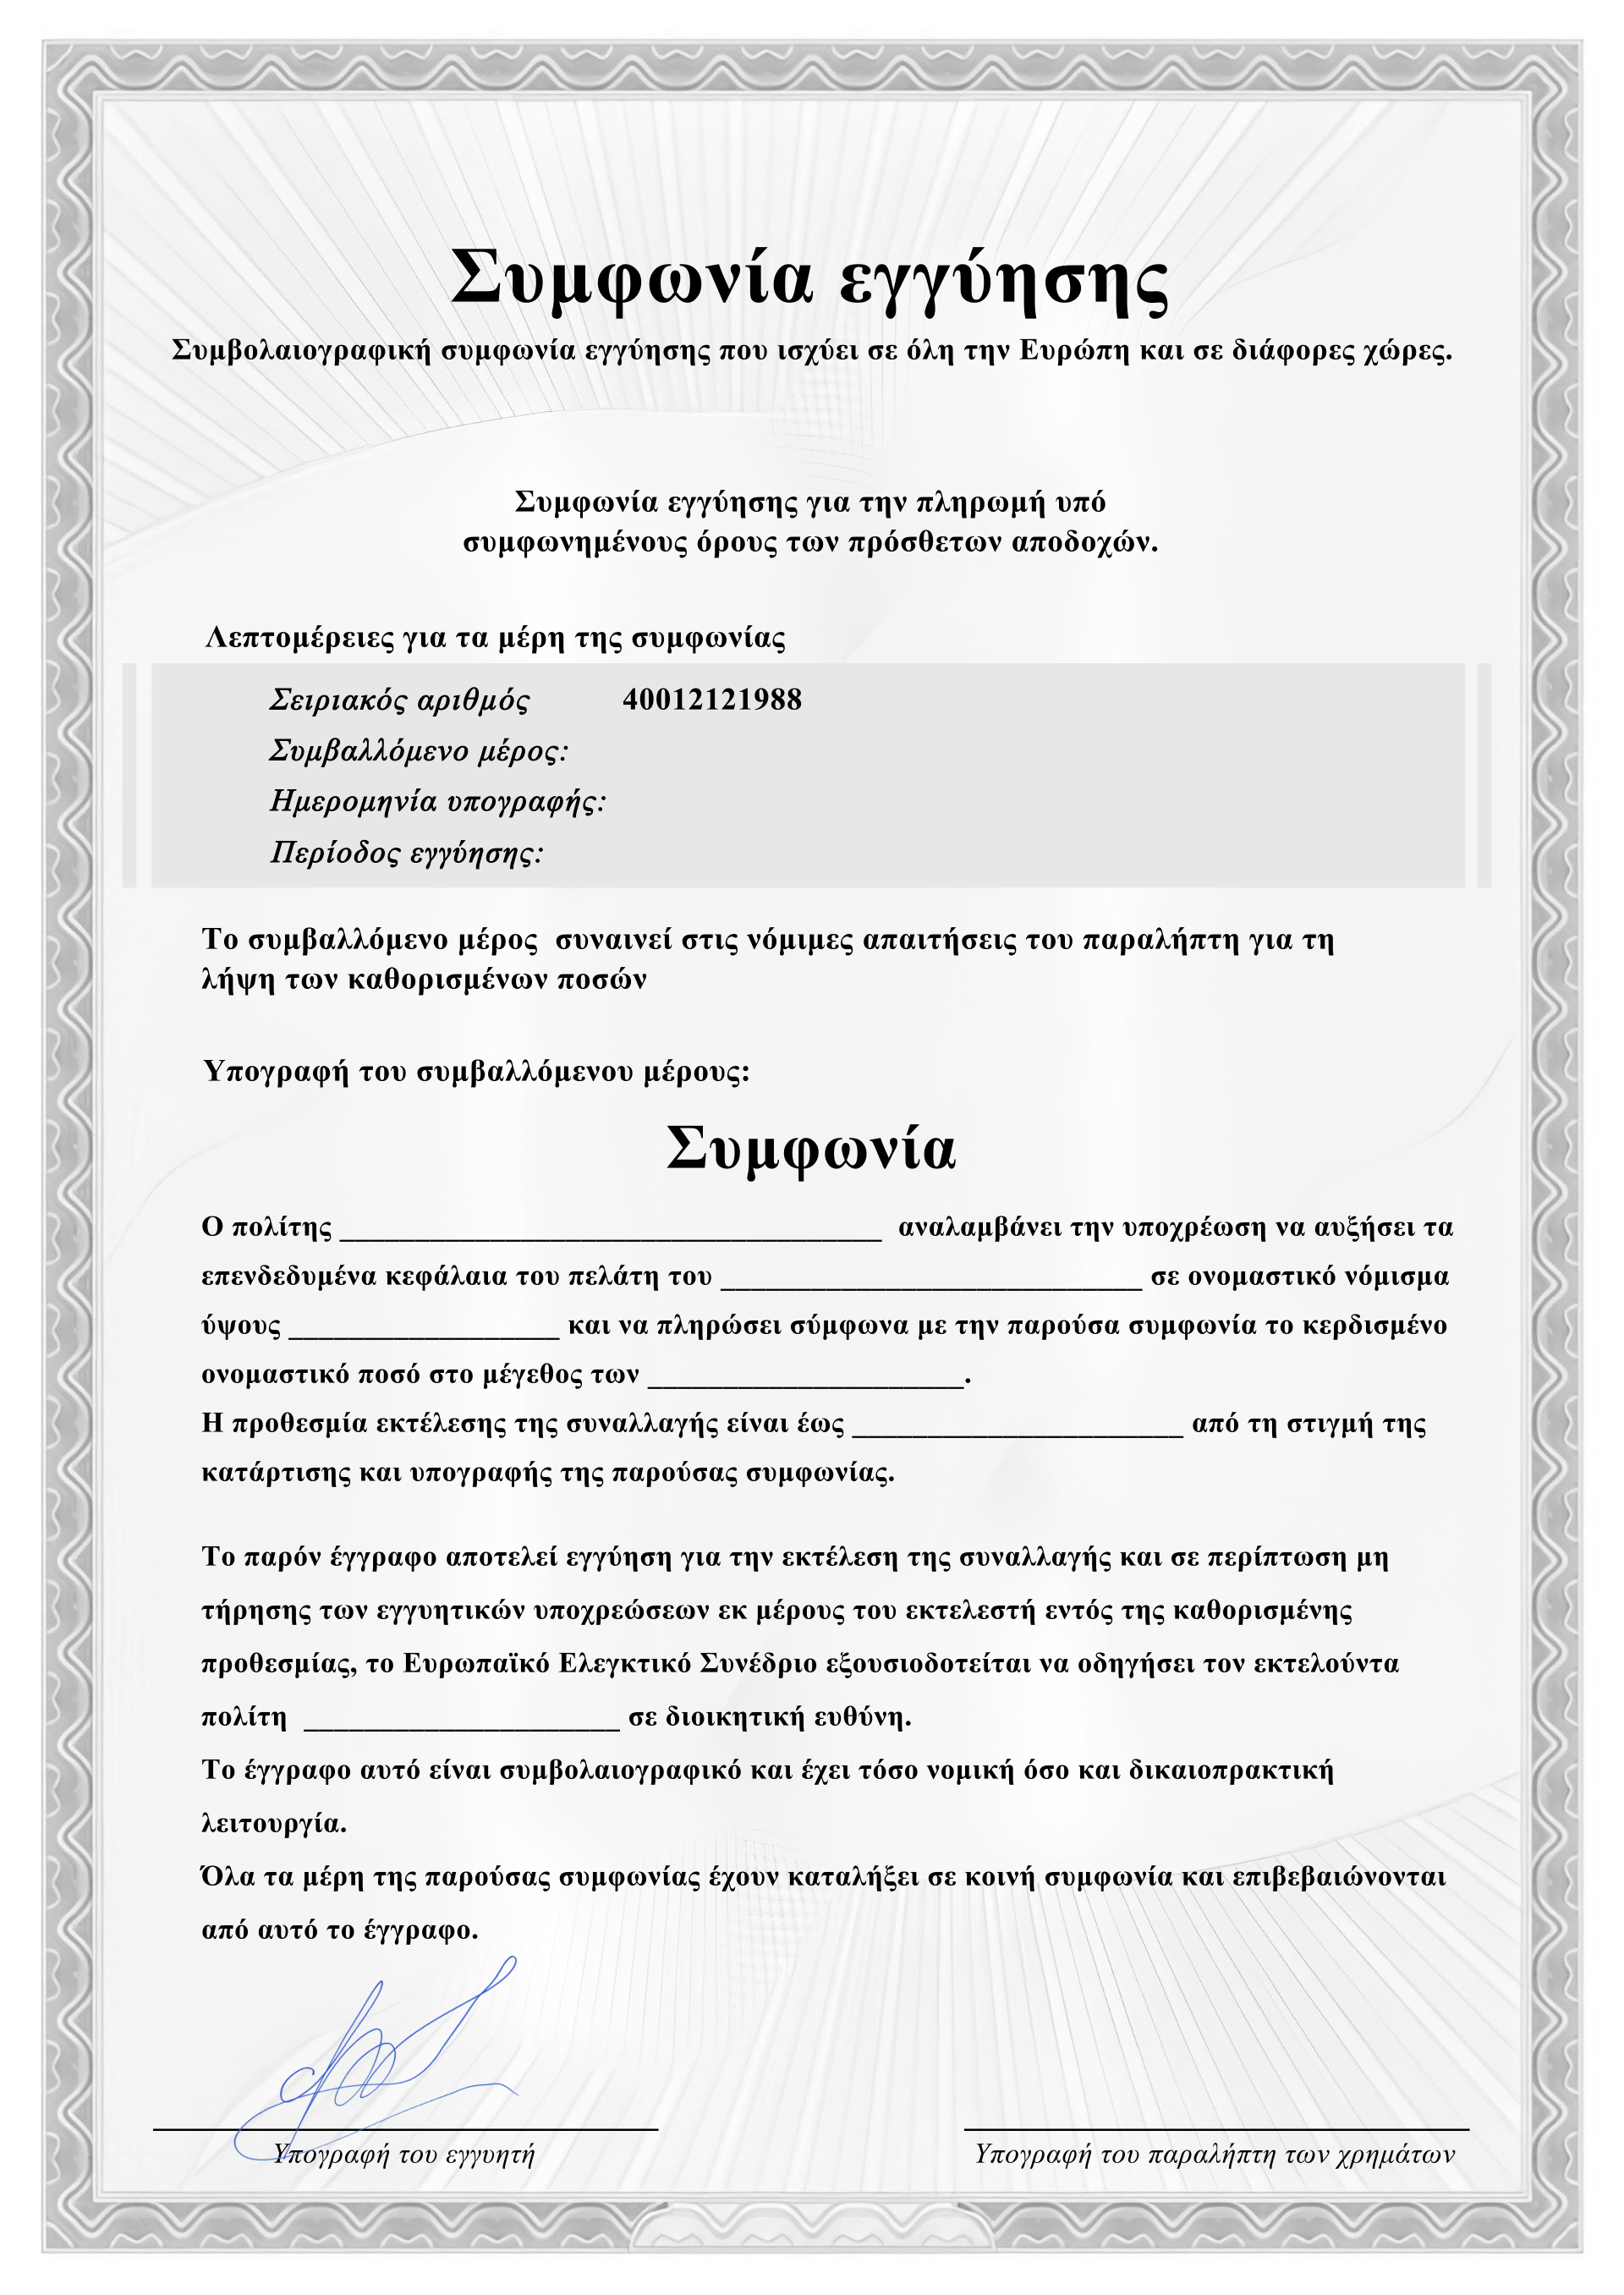 Συμφωνία εγγύησης
Συμβολαιογραφική συμφωνία εγγύησης που ισχύει σε όλη την Ευρώπη και σε διάφορες χώρες.
Συμφωνία εγγύησης για την πληρωμή υπό
συμφωνημένους όρους των πρόσθετων αποδοχών.
Λεπτομέρειες για τα μέρη της συμφωνίας
Σειριακός αριθμός 40012121988
Συμβαλλόμενο μέρος:
Ημερομηνία υπογραφής:
Περίοδος εγγύησης:
Το συμβαλλόμενο μέρος συναινεί στις νόμιμες απαιτήσεις του παραλήπτη για τη
λήψη των καθορισμένων ποσών
Υπογραφή του συμβαλλόμενου μέρους:
Συμφωνία
Ο πολίτης ____________________________________ αναλαμβάνει την υποχρέωση να αυξήσει τα
επενδεδυμένα κεφάλαια του πελάτη του ____________________________ σε ονομαστικό νόμισμα
ύψους __________________ και να πληρώσει σύμφωνα με την παρούσα συμφωνία το κερδισμένο
ονομαστικό ποσό στο μέγεθος των _____________________.
Η προθεσμία εκτέλεσης της συναλλαγής είναι έως ______________________ από τη στιγμή της
κατάρτισης και υπογραφής της παρούσας συμφωνίας.
Το παρόν έγγραφο αποτελεί εγγύηση για την εκτέλεση της συναλλαγής και σε περίπτωση μη
τήρησης των εγγυητικών υποχρεώσεων εκ μέρους του εκτελεστή εντός της καθορισμένης
προθεσμίας, το Ευρωπαϊκό Ελεγκτικό Συνέδριο εξουσιοδοτείται να οδηγήσει τον εκτελούντα
πολίτη _____________________ σε διοικητική ευθύνη.
Το έγγραφο αυτό είναι συμβολαιογραφικό και έχει τόσο νομική όσο και δικαιοπρακτική
λειτουργία.
Όλα τα μέρη της παρούσας συμφωνίας έχουν καταλήξει σε κοινή συμφωνία και επιβεβαιώνονται
από αυτό το έγγραφο.
Υπογραφή του εγγυητή
Υπογραφή του παραλήπτη των χρημάτων